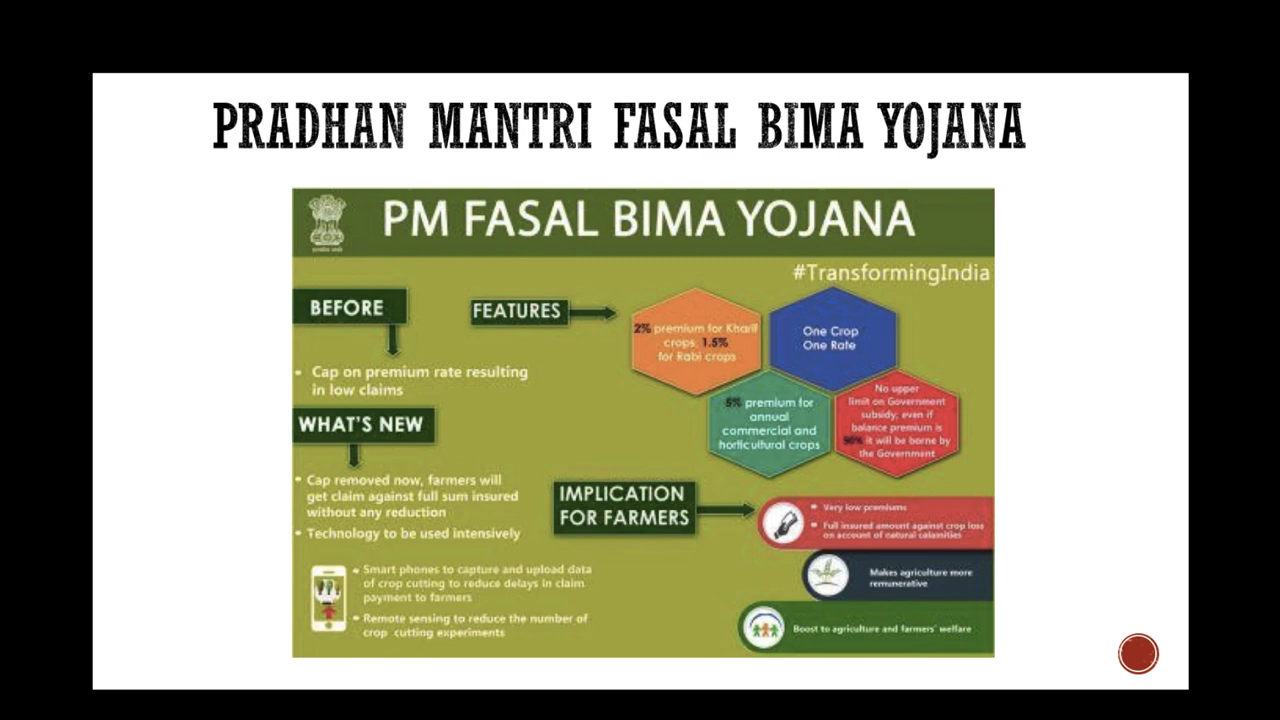 PRADHAN MANTRI FASAL BIMA YOJANA
PM FASAL BIMA YOJANA
#TransformingIndia
BEFORE
• Cap on premium rate resulting
in low claims
WHAT'S NEW
• Cap removed now, farmers will
get claim against full sum insured
without any reduction
• Technology to be used intensively
• Smart phones to capture and upload data
of crop cutting to reduce delays in claim
payment to farmers
• Remote sensing to reduce the number of
crop cutting experiments
FEATURES
2% premium for Kharif
crops, 1.5%
for Rabi crops
One Crop
One Rate
5% premium for
annual
commercial and
horticultural crops
No upper
limit on Government
subsidy; even if
balance premium is
90% it will be borne by
the Government
IMPLICATION
FOR FARMERS
• Very low premiums
• Full insured amount against crop loss
on account of natural calamities
Makes agriculture more
remunerative
Boost to agriculture and farmers' welfare